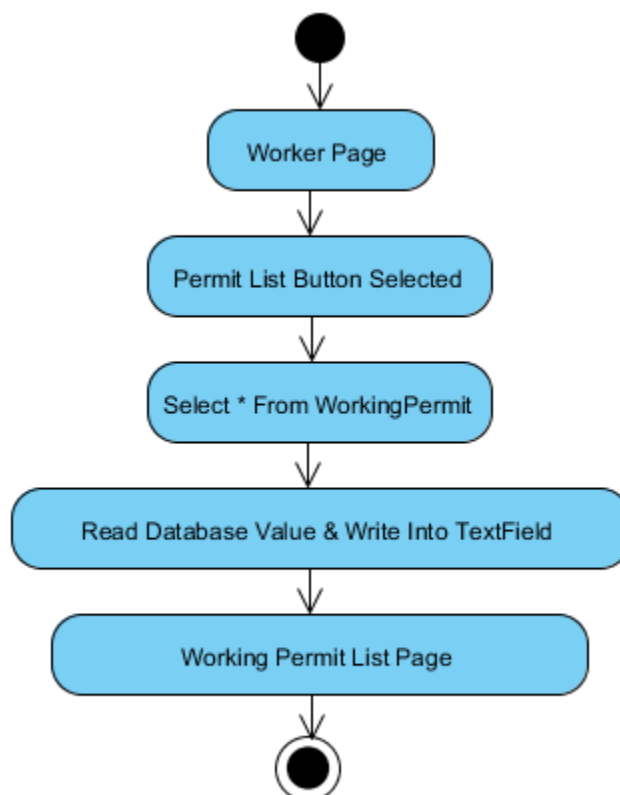 Worker Page
Permit List Button Selected
Select * From WorkingPermit
Read Database Value & Write Into TextField
Working Permit List Page